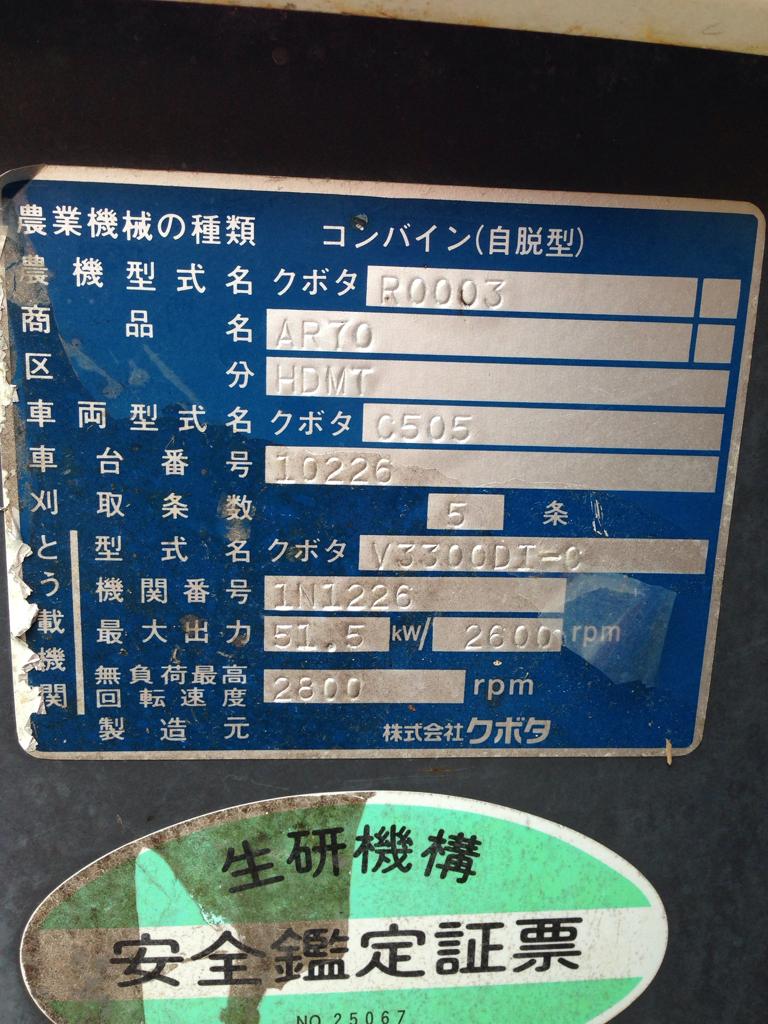 農業機械の種類 コンバイン(自脱型)
農機型式名 クボタ R0003
商品名 AR70
区分 HDMT
車両型式名 クボタ C505
車台番号 10226
刈取条数 5 条
とう載機関
型式名 クボタ V3300DI-C
機関番号 1N1226
最大出力 51.5 kW/ 2600 rpm
無負荷最高回転速度 2800 rpm
製造元 株式会社クボタ
生研機構
安全鑑定証票
NO.25067